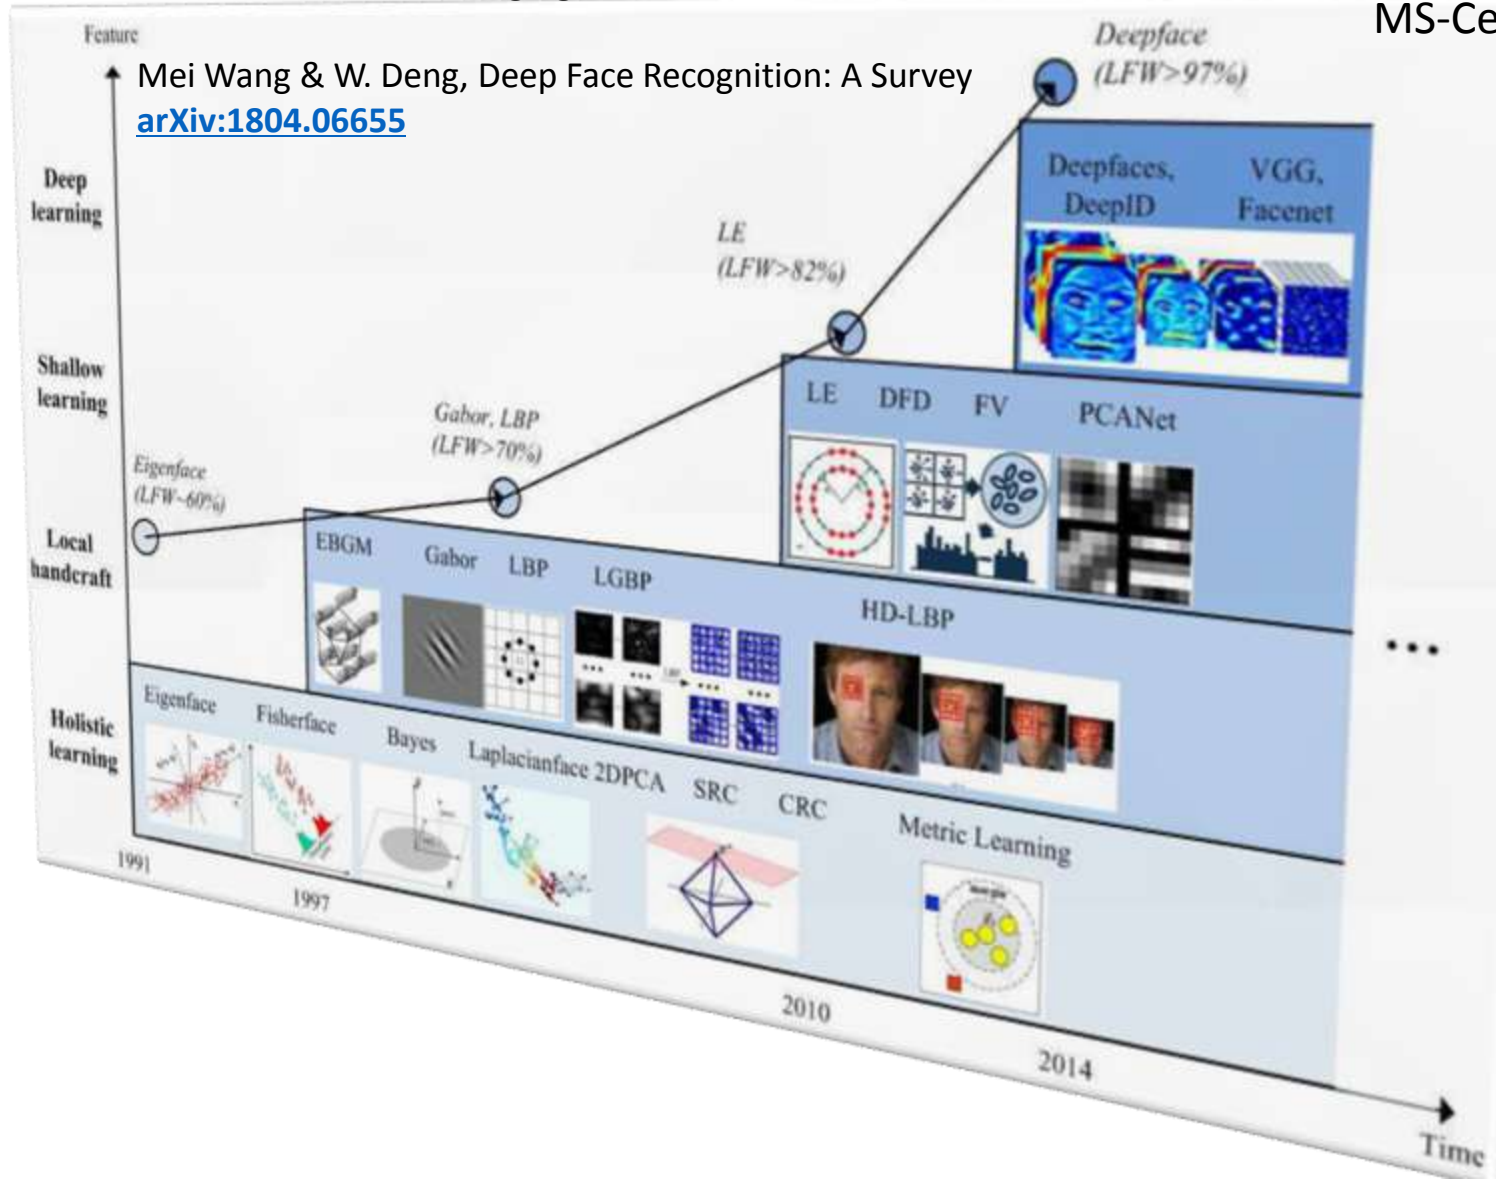 MS-Ce
Feature
Mei Wang & W. Deng, Deep Face Recognition: A Survey
arXiv:1804.06655
Deepface
(LFW>97%)
Deep
learning
Deepfaces,
DeepID
VGG,
Facenet
LE
(LFW>82%)
Shallow
learning
LE DFD FV PCANet
Gabor, LBP
(LFW>70%)
Eigenface
(LFW~60%)
Local
handcraft
EBGM Gabor LBP LGBP HD-LBP
...
Holistic
learning
Eigenface Fisherface Bayes Laplacianface 2DPCA SRC CRC Metric Learning
1991
1997
2010
2014
Time